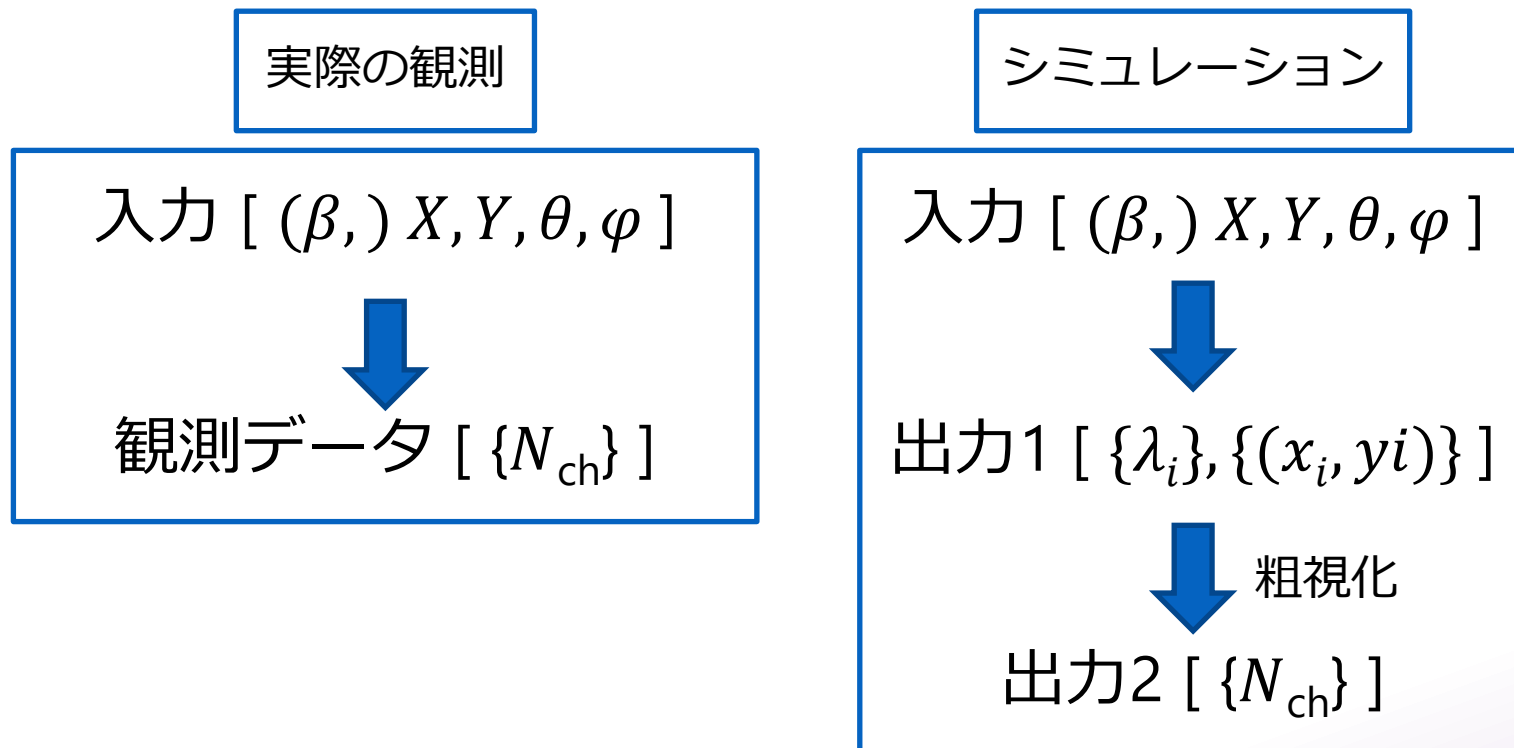 実際の観測
入力 [ (β,) X, Y, θ, φ ]
観測データ [ {N_ch} ]
シミュレーション
入力 [ (β,) X, Y, θ, φ ]
出力1 [ {λ_i}, {(x_i, yi)} ]
粗視化
出力2 [ {N_ch} ]